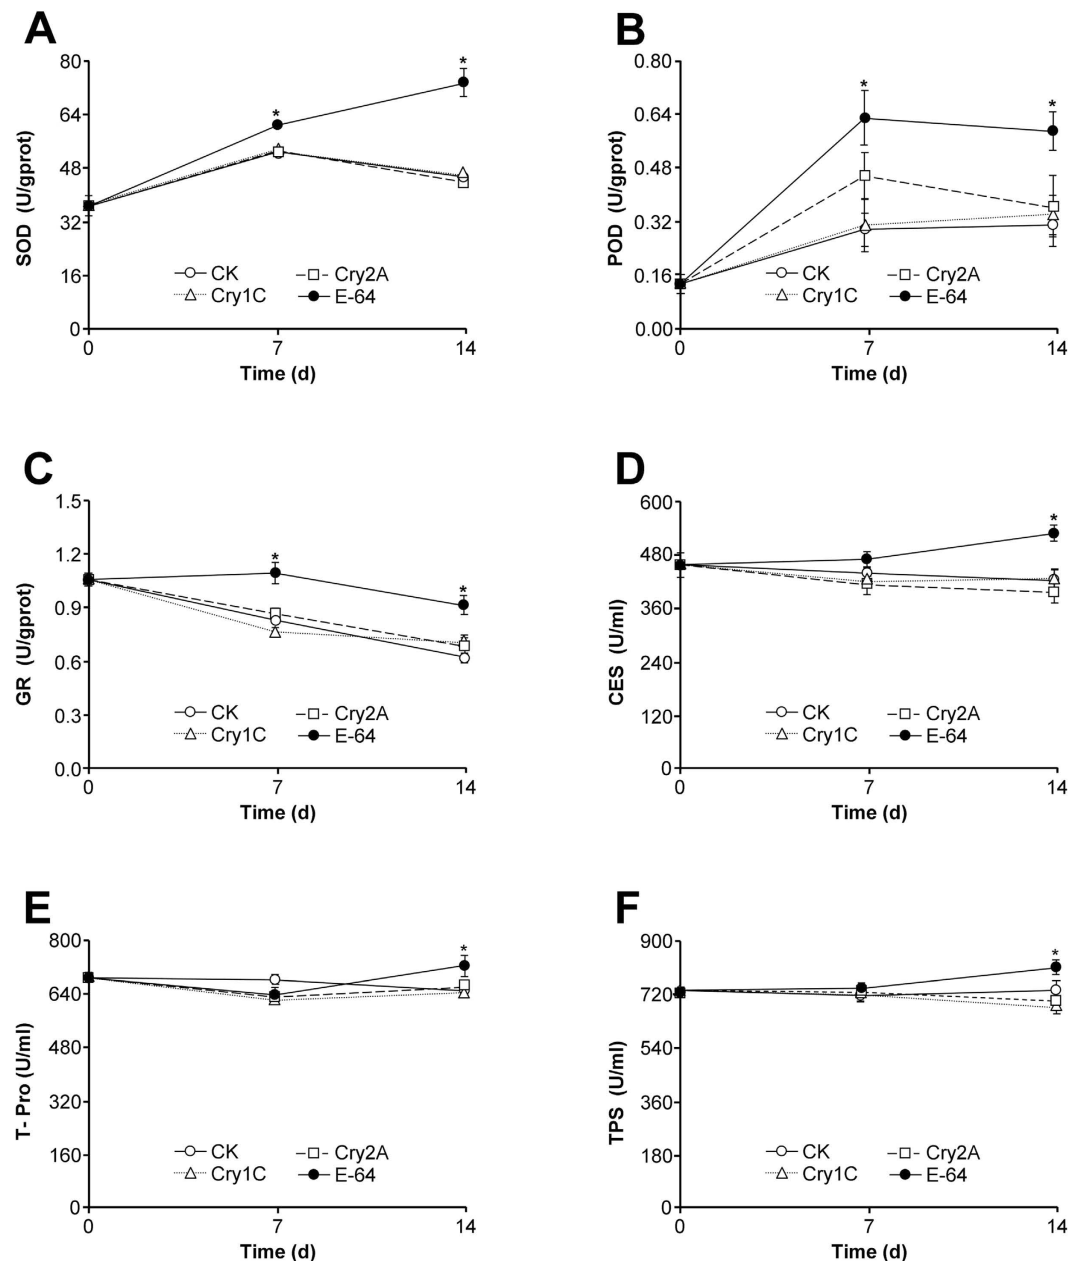 A
SOD (U/gprot)
80
64
48
32
16
0
*
*
CK
Cry2A
Cry1C
E-64
0
7
14
Time (d)
B
POD (U/gprot)
0.80
0.64
0.48
0.32
0.16
0.00
*
*
CK
Cry2A
Cry1C
E-64
0
7
14
Time (d)
C
GR (U/gprot)
1.5
1.2
0.9
0.6
0.3
0.0
*
*
CK
Cry2A
Cry1C
E-64
0
7
14
Time (d)
D
CES (U/ml)
600
480
360
240
120
0
*
CK
Cry2A
Cry1C
E-64
0
7
14
Time (d)
E
T- Pro (U/ml)
800
640
480
320
160
0
*
CK
Cry2A
Cry1C
E-64
0
7
14
Time (d)
F
TPS (U/ml)
900
720
540
360
180
0
*
CK
Cry2A
Cry1C
E-64
0
7
14
Time (d)